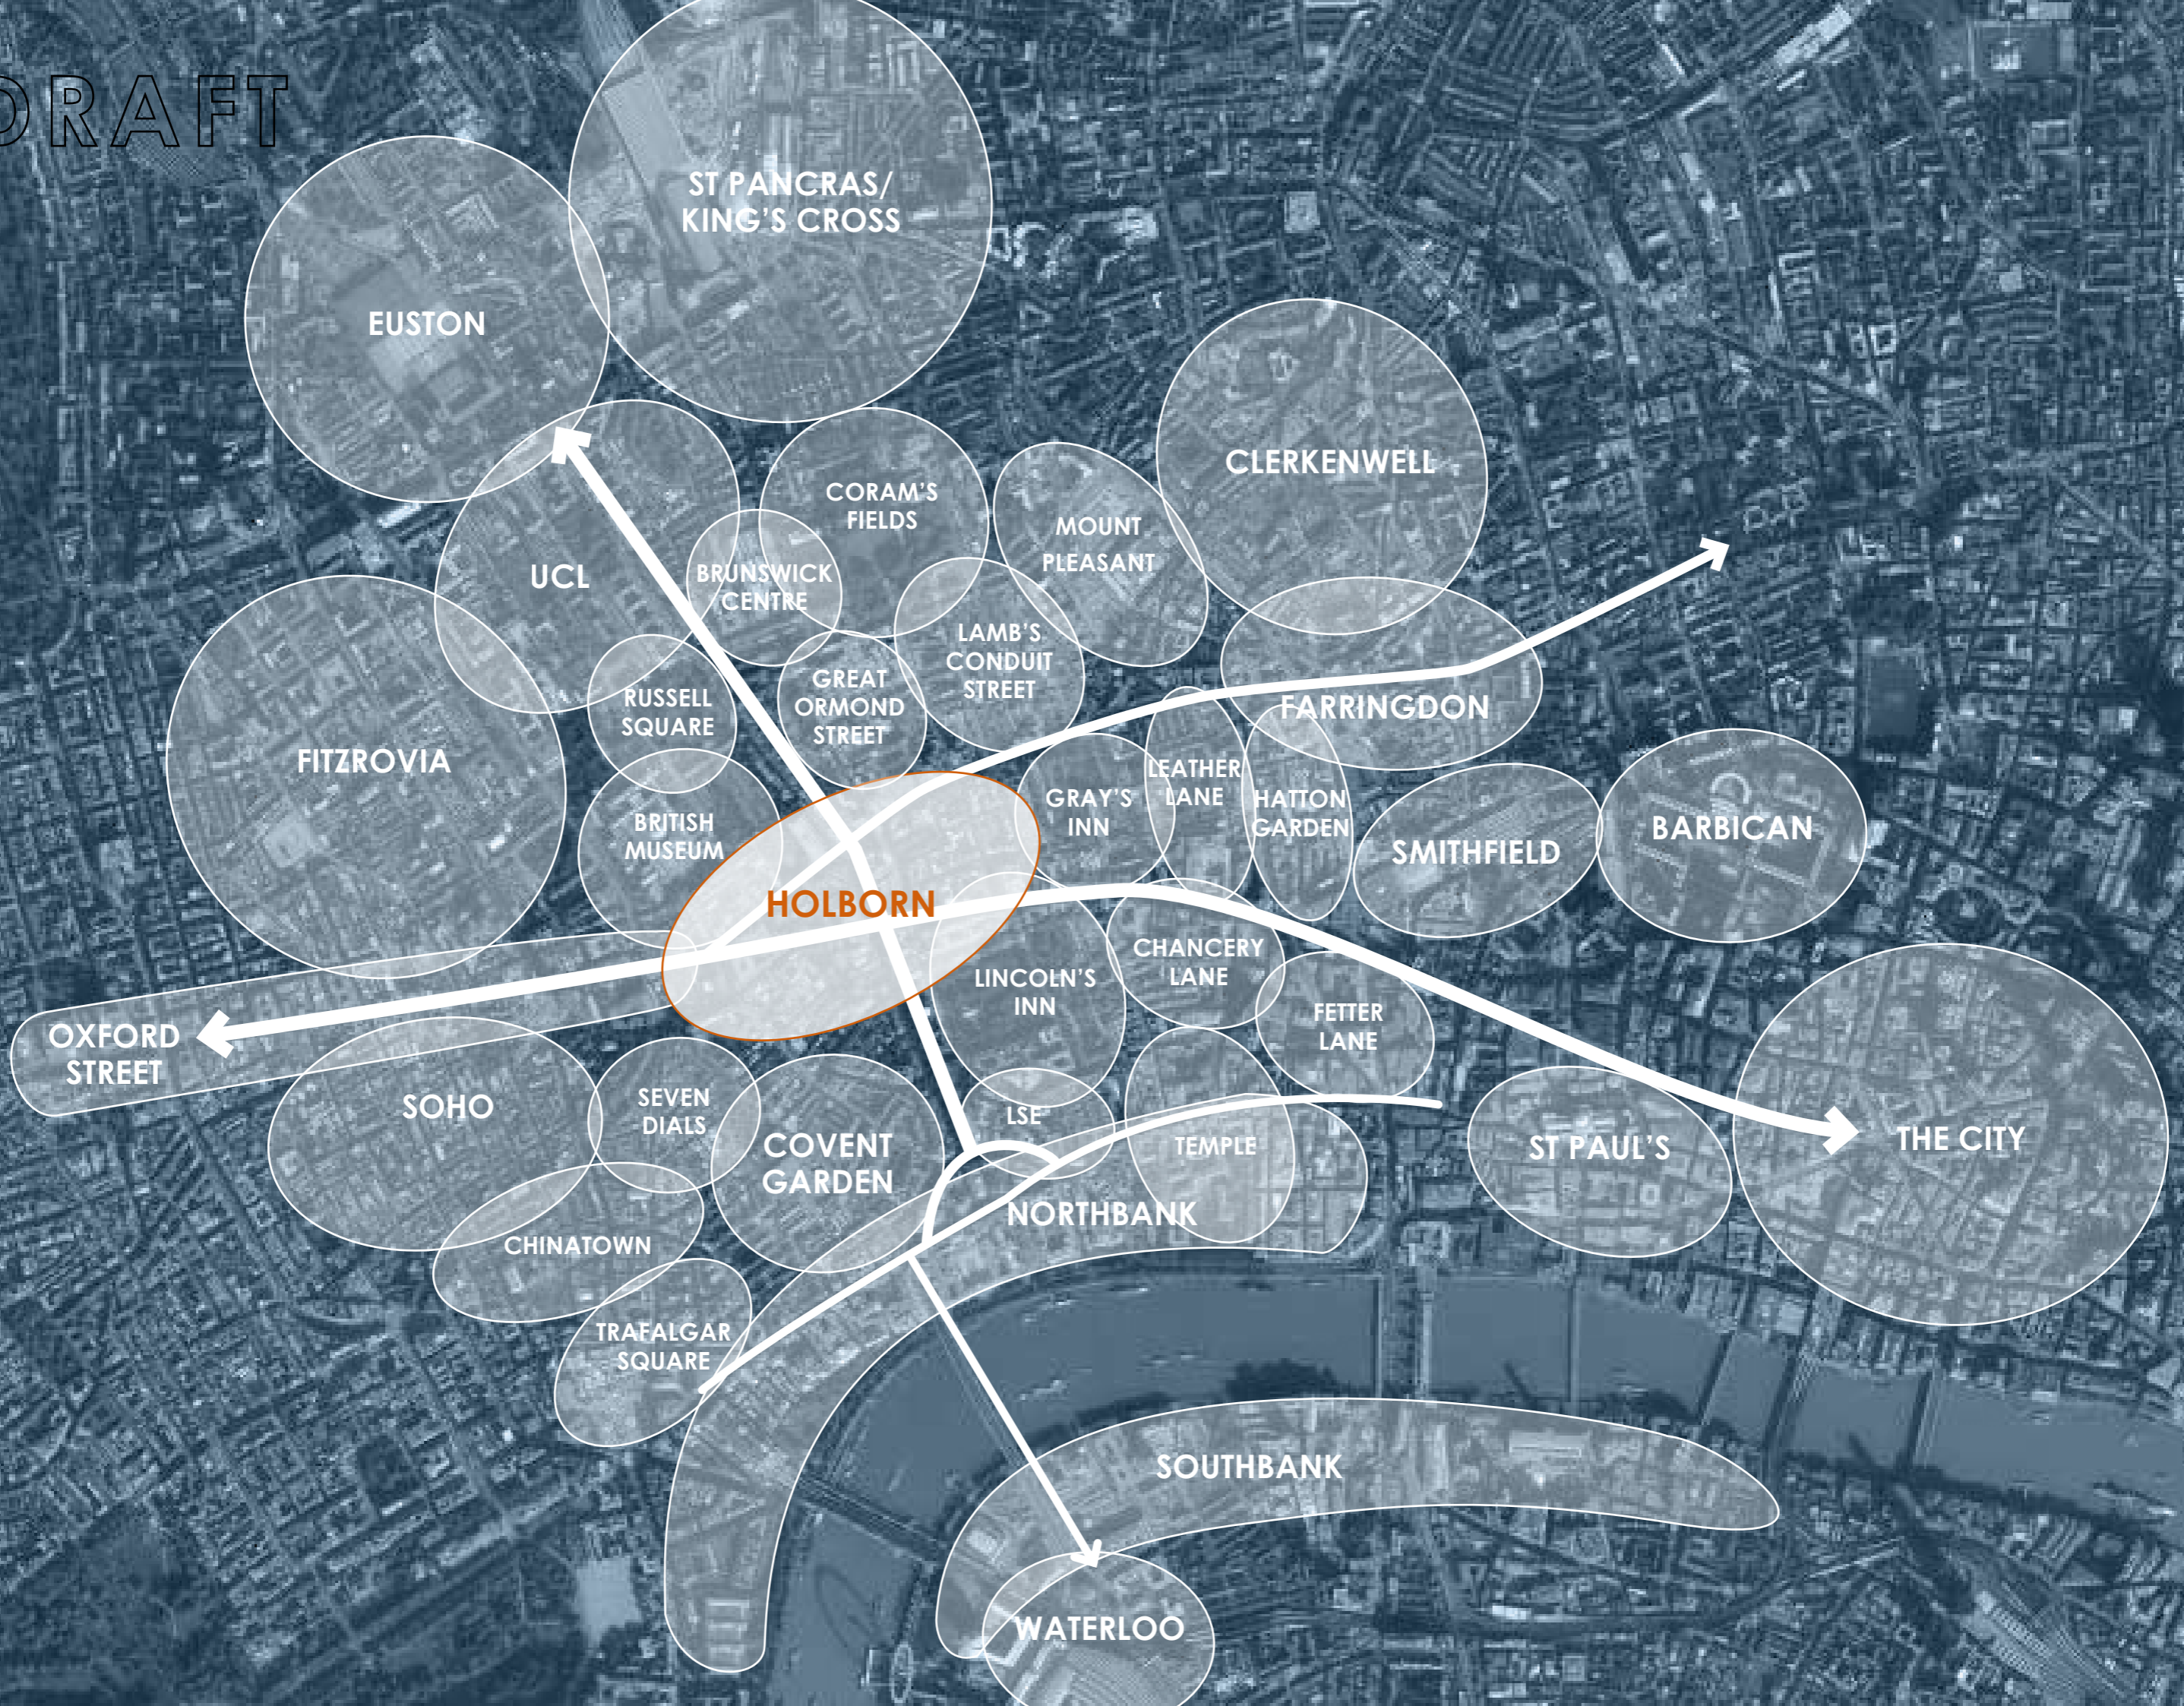 DRAFT
ST PANCRAS/
KING'S CROSS
EUSTON
CLERKENWELL
CORAM'S
FIELDS
MOUNT
PLEASANT
UCL
BRUNSWICK
CENTRE
LAMB'S
CONDUIT
STREET
RUSSELL
SQUARE
GREAT
ORMOND
STREET
FARRINGDON
FITZROVIA
LEATHER
LANE
GRAY'S
INN
HATTON
GARDEN
BRITISH
MUSEUM
SMITHFIELD
BARBICAN
HOLBORN
CHANCERY
LANE
LINCOLN'S
INN
FETTER
LANE
OXFORD
STREET
SOHO
SEVEN
DIALS
LSE
COVENT
GARDEN
TEMPLE
ST PAUL'S
THE CITY
NORTHBANK
CHINATOWN
TRAFALGAR
SQUARE
SOUTHBANK
WATERLOO